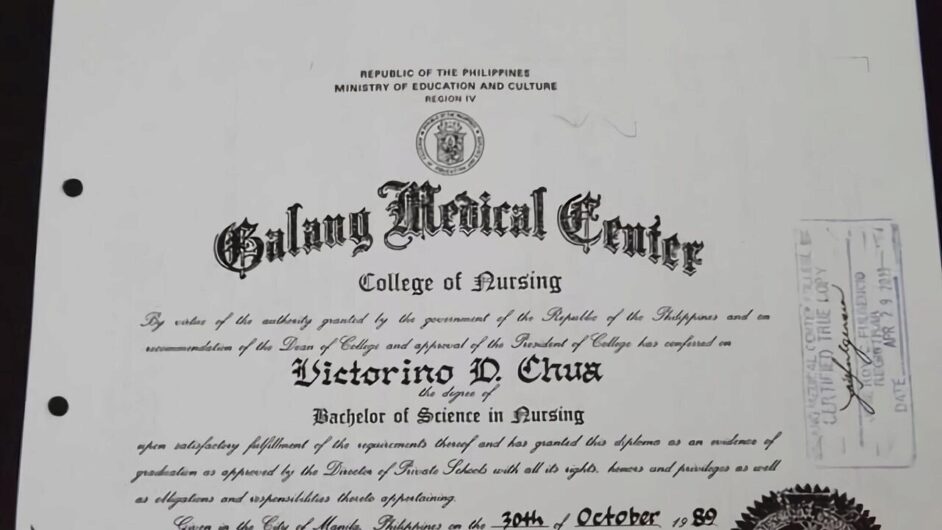 REPUBLIC OF THE PHILIPPINES
MINISTRY OF EDUCATION AND CULTURE
REGION IV
Galang Medical Center
College of Nursing
By virtue of the authority granted by the government of the Republic of the Philippines and on
recommendation of the Dean of College and approval of the President of College has conferred on
Victorino D. Chua
the degree of
Bachelor of Science in Nursing
upon satisfactory fulfillment of the requirements thereof and has granted this diploma as an evidence of
graduation as approved by the Director of Private Schools with all its rights, honors and privileges as well
as obligations and responsibilities thereto appertaining.
Given in the City of Manila, Philippines on the 30th of October 1989
CERTIFIED TRUE COPY
REGISTRAR
DATE APR 29